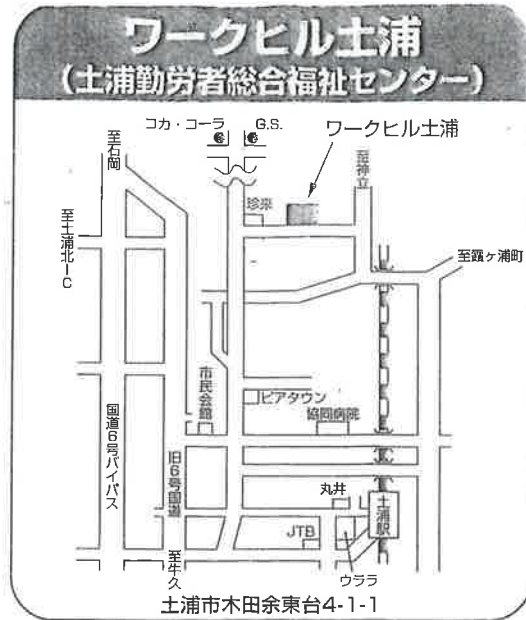 ワークヒル土浦
(土浦勤労者総合福祉センター)
コカ・コーラ
G.S.
ワークヒル土浦
至石岡
至神立
P
珍來
至土浦北IC
至霞ヶ浦町
市民会館
ピアタウン
協同病院
国道6号バイパス
旧6号国道
丸井
土浦駅
JTB
至牛久
ウララ
土浦市木田余東台4-1-1